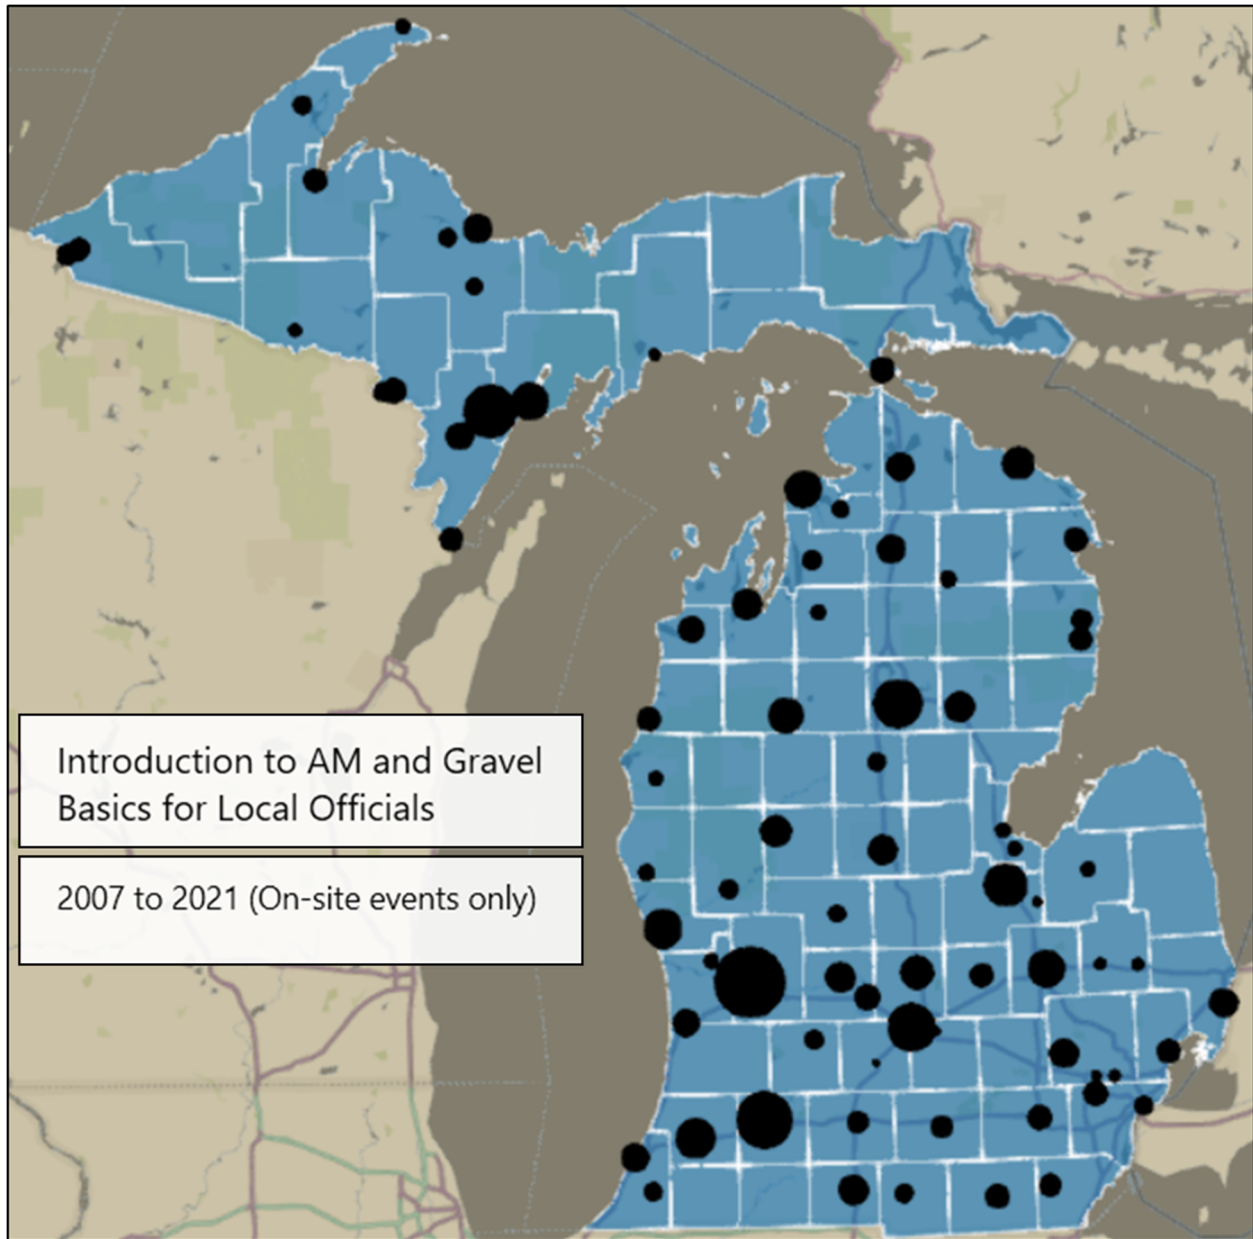 Introduction to AM and Gravel
Basics for Local Officials
2007 to 2021 (On-site events only)